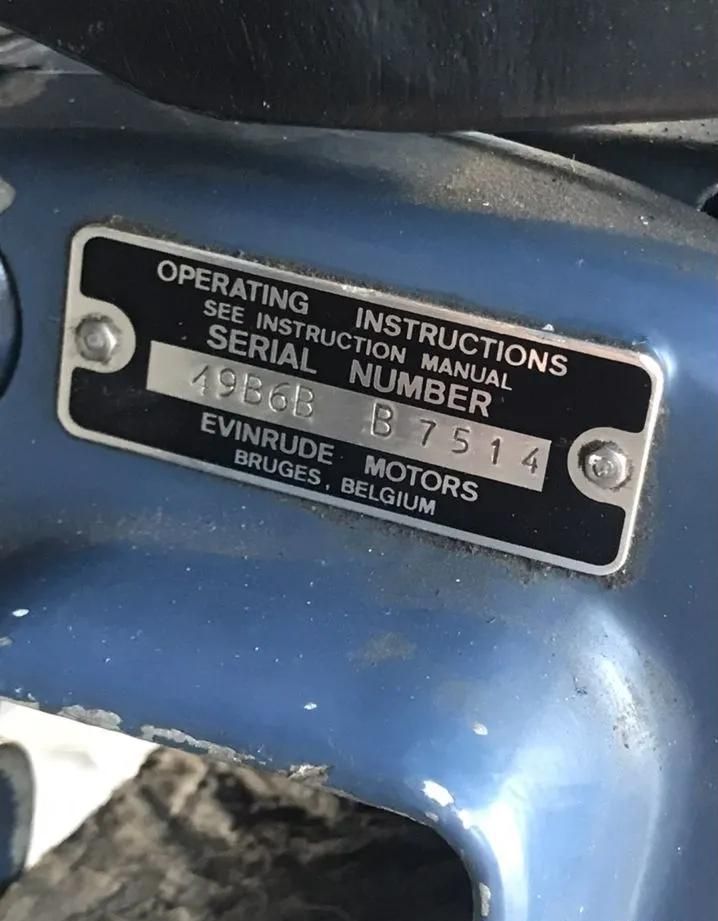 OPERATING INSTRUCTIONS
SEE INSTRUCTION MANUAL
SERIAL NUMBER
49B6B B7514
EVINRUDE MOTORS
BRUGES, BELGIUM